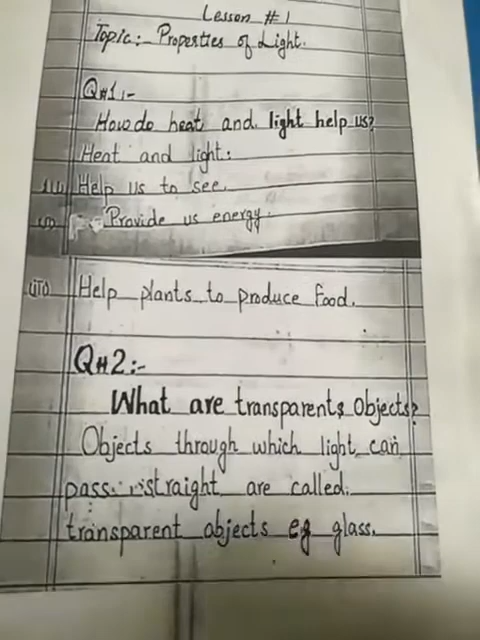 Lesson #1
Topic:- Properties of Light.
Q#1:-
How do heat and light help us?
Heat and light:
(i) Help us to see.
(ii) Provide us energy.
(iii) Help plants to produce food.
Q#2:-
What are transparents Objects?
Objects through which light can
pass straight are called
transparent objects eg glass.